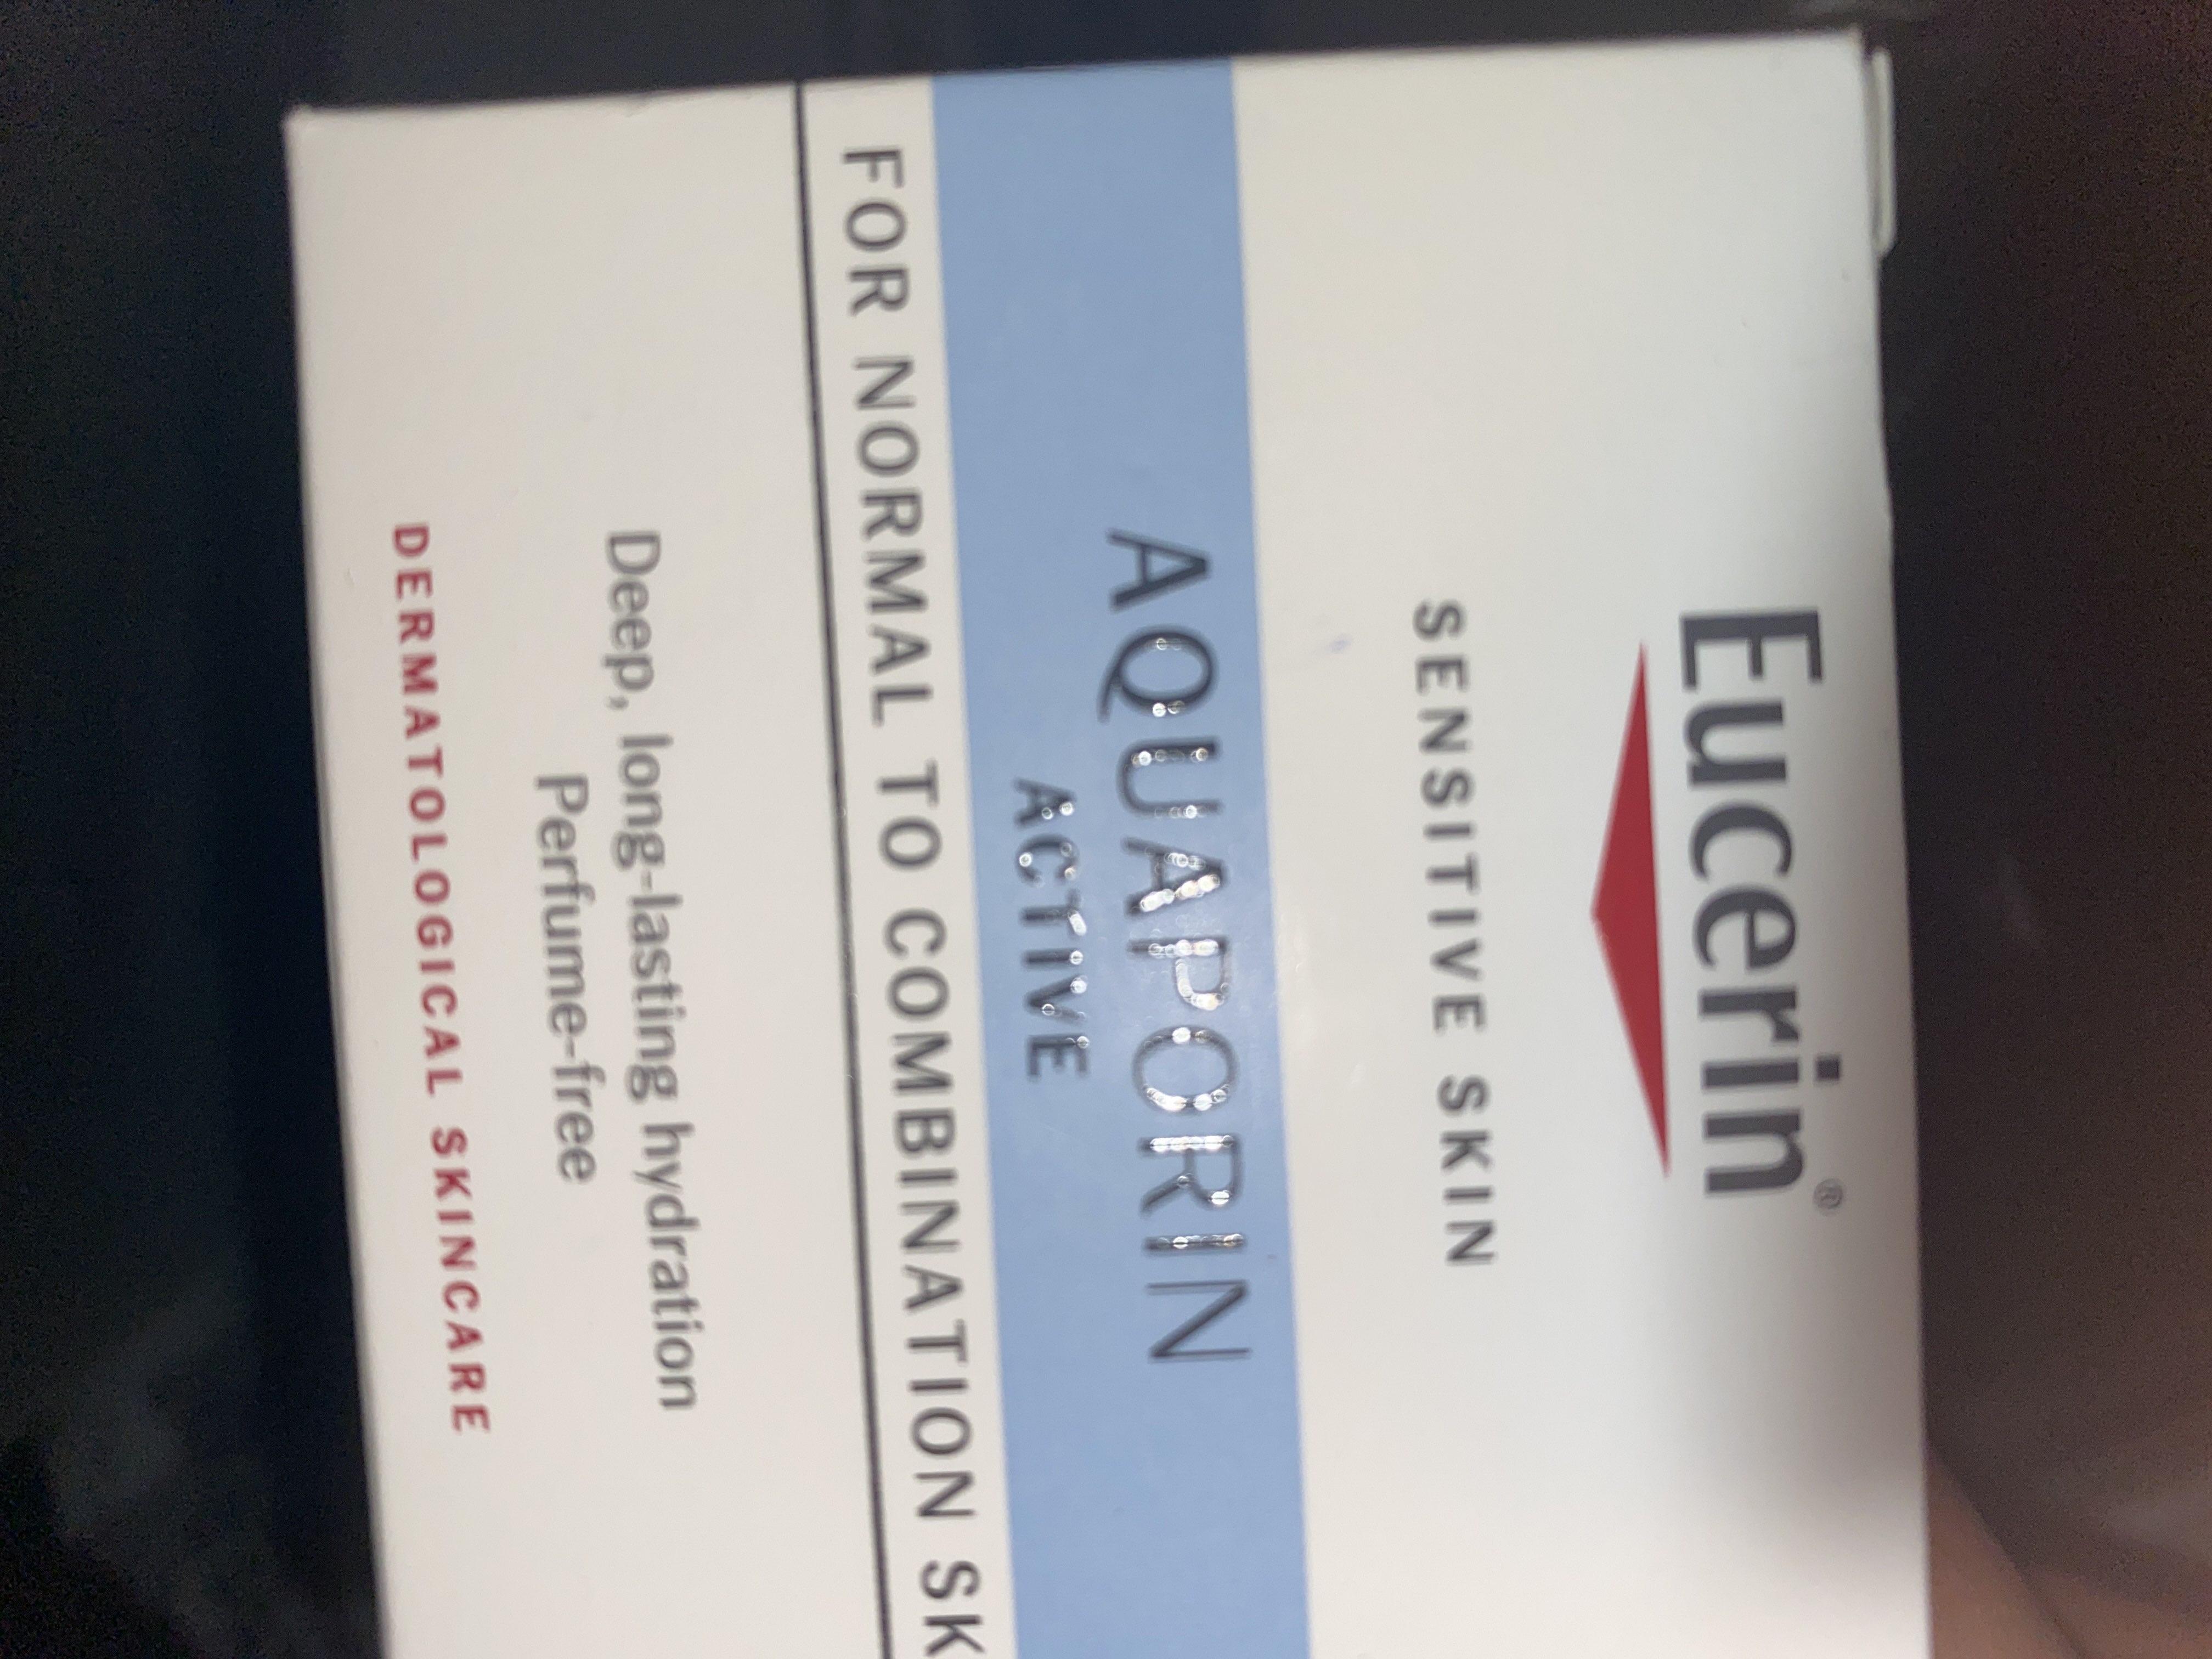 Eucerin®
SENSITIVE SKIN
AQUAPORIN
ACTIVE
FOR NORMAL TO COMBINATION SK
Deep, long-lasting hydration
Perfume-free
DERMATOLOGICAL SKINCARE